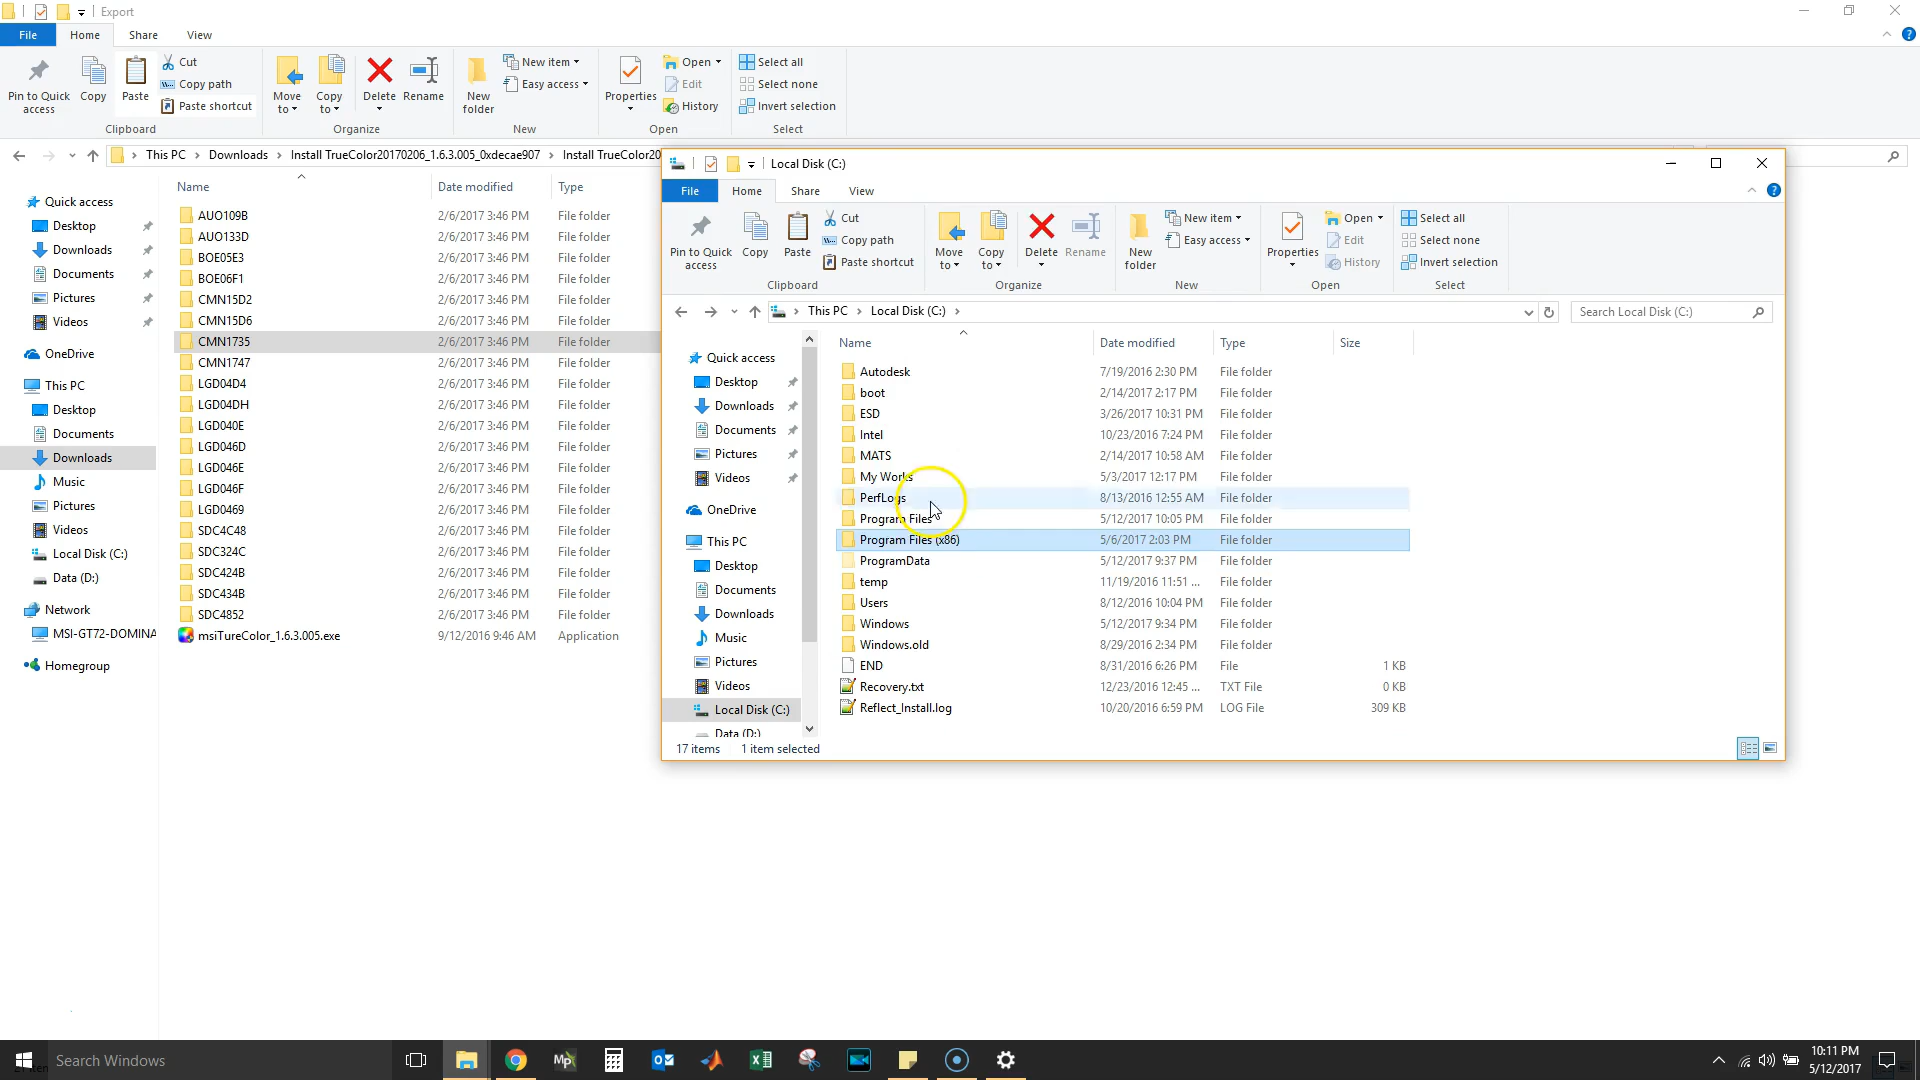 Export
File Home Share View
Pin to Quick access
Copy
Paste
Cut
Copy path
Paste shortcut
Clipboard
Move to
Copy to
Delete
Rename
Organize
New folder
New item
Easy access
New
Properties
Open
Edit
History
Open
Select all
Select none
Invert selection
Select
This PC Downloads Install TrueColor20170206_1.6.3.005_0xdecae907 Install TrueColor20
Quick access
Desktop
Downloads
Documents
Pictures
Videos
OneDrive
This PC
Desktop
Documents
Downloads
Music
Pictures
Videos
Local Disk (C:)
Data (D:)
Network
MSI-GT72-DOMINA
Homegroup
Name Date modified Type
AUO109B 2/6/2017 3:46 PM File folder
AUO133D 2/6/2017 3:46 PM File folder
BOE05E3 2/6/2017 3:46 PM File folder
BOE06F1 2/6/2017 3:46 PM File folder
CMN15D2 2/6/2017 3:46 PM File folder
CMN15D6 2/6/2017 3:46 PM File folder
CMN1735 2/6/2017 3:46 PM File folder
CMN1747 2/6/2017 3:46 PM File folder
LGD04D4 2/6/2017 3:46 PM File folder
LGD04DH 2/6/2017 3:46 PM File folder
LGD040E 2/6/2017 3:46 PM File folder
LGD046D 2/6/2017 3:46 PM File folder
LGD046E 2/6/2017 3:46 PM File folder
LGD046F 2/6/2017 3:46 PM File folder
LGD0469 2/6/2017 3:46 PM File folder
SDC4C48 2/6/2017 3:46 PM File folder
SDC324C 2/6/2017 3:46 PM File folder
SDC424B 2/6/2017 3:46 PM File folder
SDC434B 2/6/2017 3:46 PM File folder
SDC4852 2/6/2017 3:46 PM File folder
msiTureColor_1.6.3.005.exe 9/12/2016 9:46 AM Application
Local Disk (C:)
File Home Share View
Pin to Quick access
Copy
Paste
Cut
Copy path
Paste shortcut
Clipboard
Move to
Copy to
Delete
Rename
Organize
New folder
New item
Easy access
New
Properties
Open
Edit
History
Open
Select all
Select none
Invert selection
Select
This PC Local Disk (C:)
Search Local Disk (C:)
Quick access
Desktop
Downloads
Documents
Pictures
Videos
OneDrive
This PC
Desktop
Documents
Downloads
Music
Pictures
Videos
Local Disk (C:)
Data (D:)
Name Date modified Type Size
Autodesk 7/19/2016 2:30 PM File folder
boot 2/14/2017 2:17 PM File folder
ESD 3/26/2017 10:31 PM File folder
Intel 10/23/2016 7:24 PM File folder
MATS 2/14/2017 10:58 AM File folder
My Works 5/3/2017 12:17 PM File folder
PerfLogs 8/13/2016 12:55 AM File folder
Program Files 5/12/2017 10:05 PM File folder
Program Files (x86) 5/6/2017 2:03 PM File folder
ProgramData 5/12/2017 9:37 PM File folder
temp 11/19/2016 11:51 ... File folder
Users 8/12/2016 10:04 PM File folder
Windows 5/12/2017 9:34 PM File folder
Windows.old 8/29/2016 2:34 PM File folder
END 8/31/2016 6:26 PM File 1 KB
Recovery.txt 12/23/2016 12:45 ... TXT File 0 KB
Reflect_Install.log 10/20/2016 6:59 PM LOG File 309 KB
17 items 1 item selected
Search Windows
Mp
10:11 PM
5/12/2017